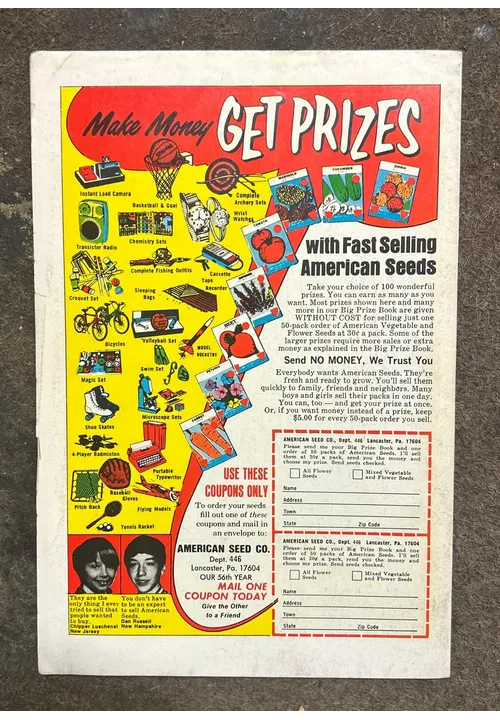 Make Money GET PRIZES
Instant Load Camera
Basketball & Goal
Complete
Archery Sets
Wrist
Watches
MARIGOLD
CUCUMBER
ZINNIA
Transistor Radio
Chemistry Sets
Complete Fishing Outfits
Cassette
Tape
Recorder
Croquet Set
Sleeping
Bags
Bicycles
Volleyball Set
MODEL
ROCKETRY
BEET
Magic Set
Swim Set
Shoe Skates
Microscope Sets
4-Player Badminton
Portable
Typewriter
Baseball
Gloves
Pitch Back
Flying Models
Tennis Racket
with Fast Selling
American Seeds
Take your choice of 100 wonderful
prizes. You can earn as many as you
want. Most prizes shown here and many
more in our Big Prize Book are given
WITHOUT COST for selling just one
50-pack order of American Vegetable and
Flower Seeds at 30¢ a pack. Some of the
larger prizes require more sales or extra
money as explained in the Big Prize Book.
Send NO MONEY, We Trust You
Everybody wants American Seeds. They're
fresh and ready to grow. You'll sell them
quickly to family, friends and neighbors. Many
boys and girls sell their packs in one day.
You can, too — and get your prize at once.
Or, if you want money instead of a prize, keep
$5.00 for every 50-pack order you sell.
USE THESE
COUPONS ONLY
To order your seeds
fill out one of these
coupons and mail in
an envelope to:
AMERICAN SEED CO.
Dept. 446
Lancaster, Pa. 17604
OUR 56th YEAR
MAIL ONE
COUPON TODAY
Give the Other
to a Friend
They are the
only thing I ever
tried to sell that
people wanted
to buy.
Chipper Luschenat
New Jersey
You don't have
to be an expert
to sell American
Seeds.
Dan Russell
New Hampshire
AMERICAN SEED CO., Dept. 446 Lancaster, Pa. 17604
Please send me your Big Prize Book and one
order of 50 packs of American Seeds. I'll
sell them at 30¢ a pack, send you the money and
choose my prize. Send seeds checked.
All Flower
Seeds
Mixed Vegetable
and Flower Seeds
Name
Address
Town
State Zip Code
AMERICAN SEED CO., Dept. 446 Lancaster, Pa. 17604
Please send me your Big Prize Book and one
order of 50 packs of American Seeds. I'll sell
them at 30¢ a pack, send you the money and
choose my prize. Send seeds checked.
All Flower
Seeds
Mixed Vegetable
and Flower Seeds
Name
Address
Town
State Zip Code